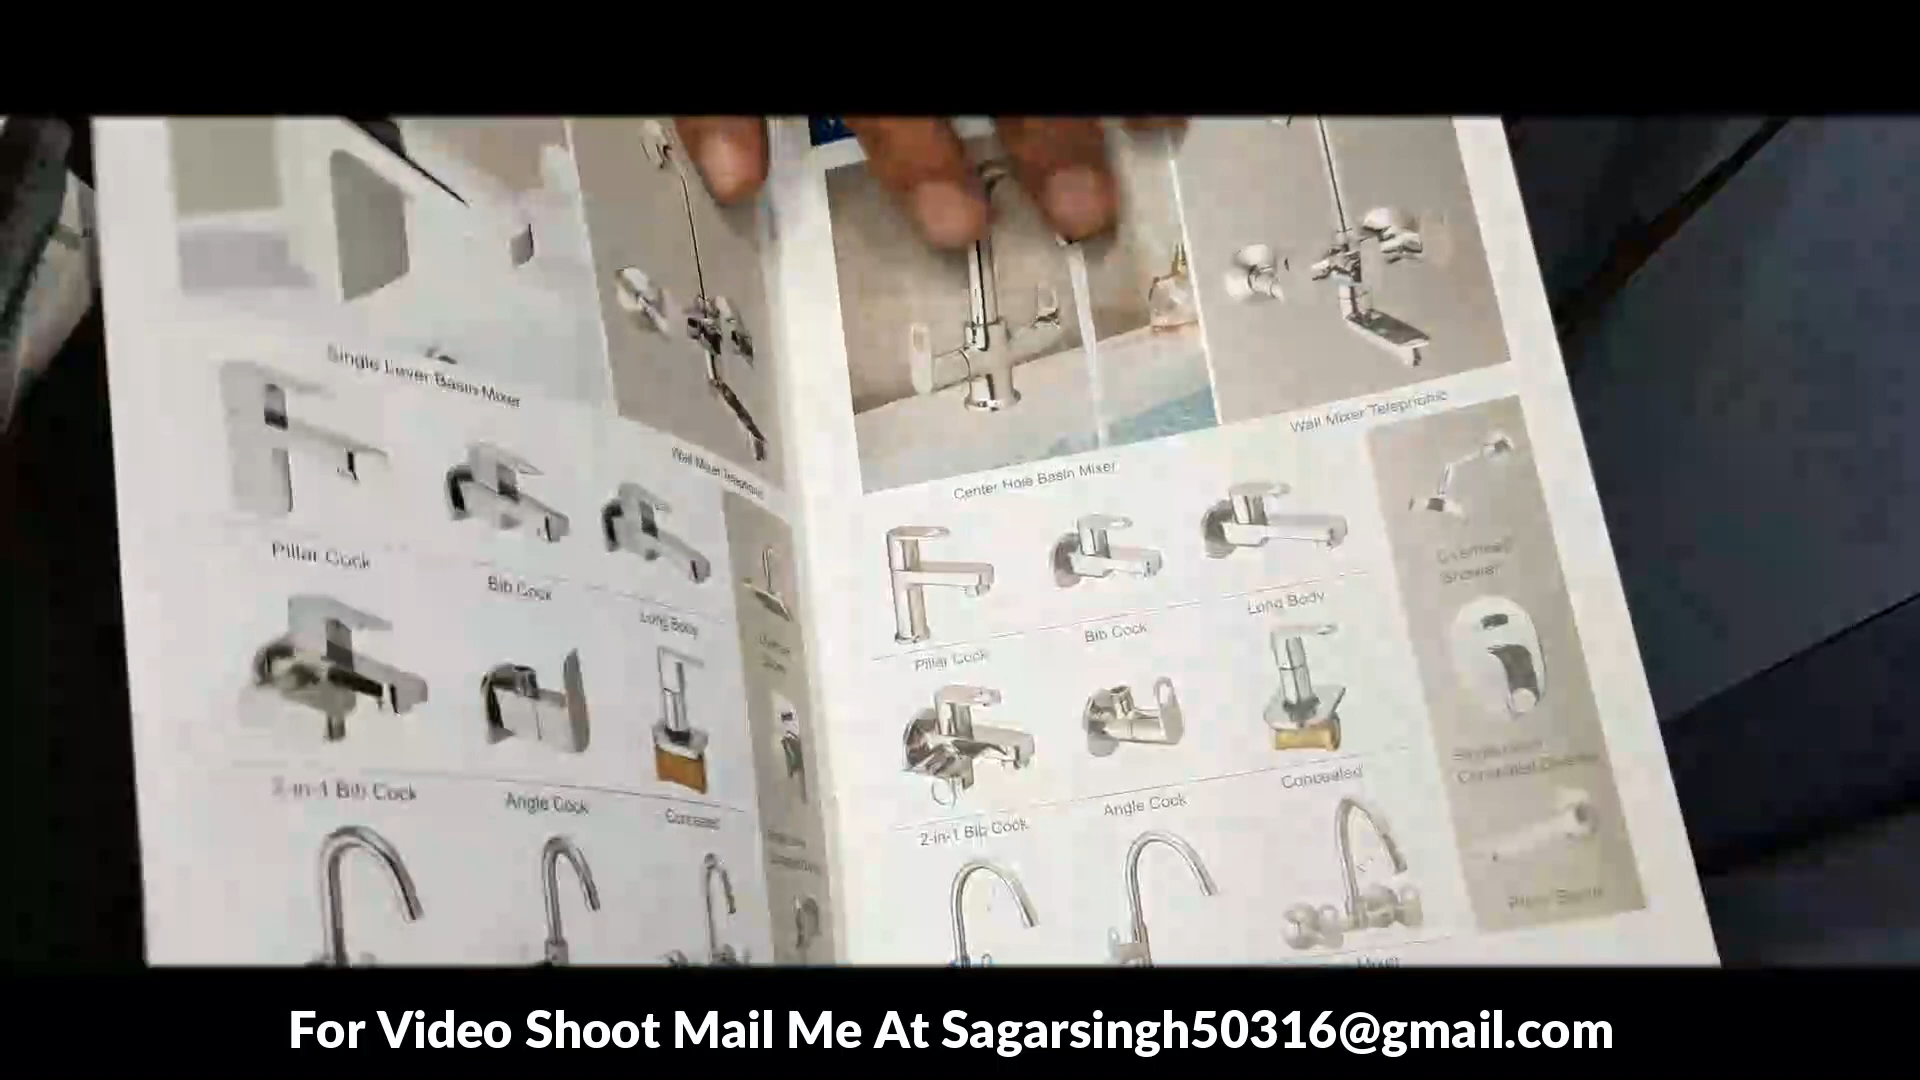 Single Lever Basin Mixer
Wall Mixer Telephonic
Pillar Cock
Bib Cock
Long Body
2-in-1 Bib Cock
Angle Cock
Concealed
Center Hole Basin Mixer
Wall Mixer Telephonic
Pillar Cock
Bib Cock
Long Body
Overhead
Shower
2-in-1 Bib Cock
Angle Cock
Concealed
Mixer
For Video Shoot Mail Me At Sagarsingh50316@gmail.com